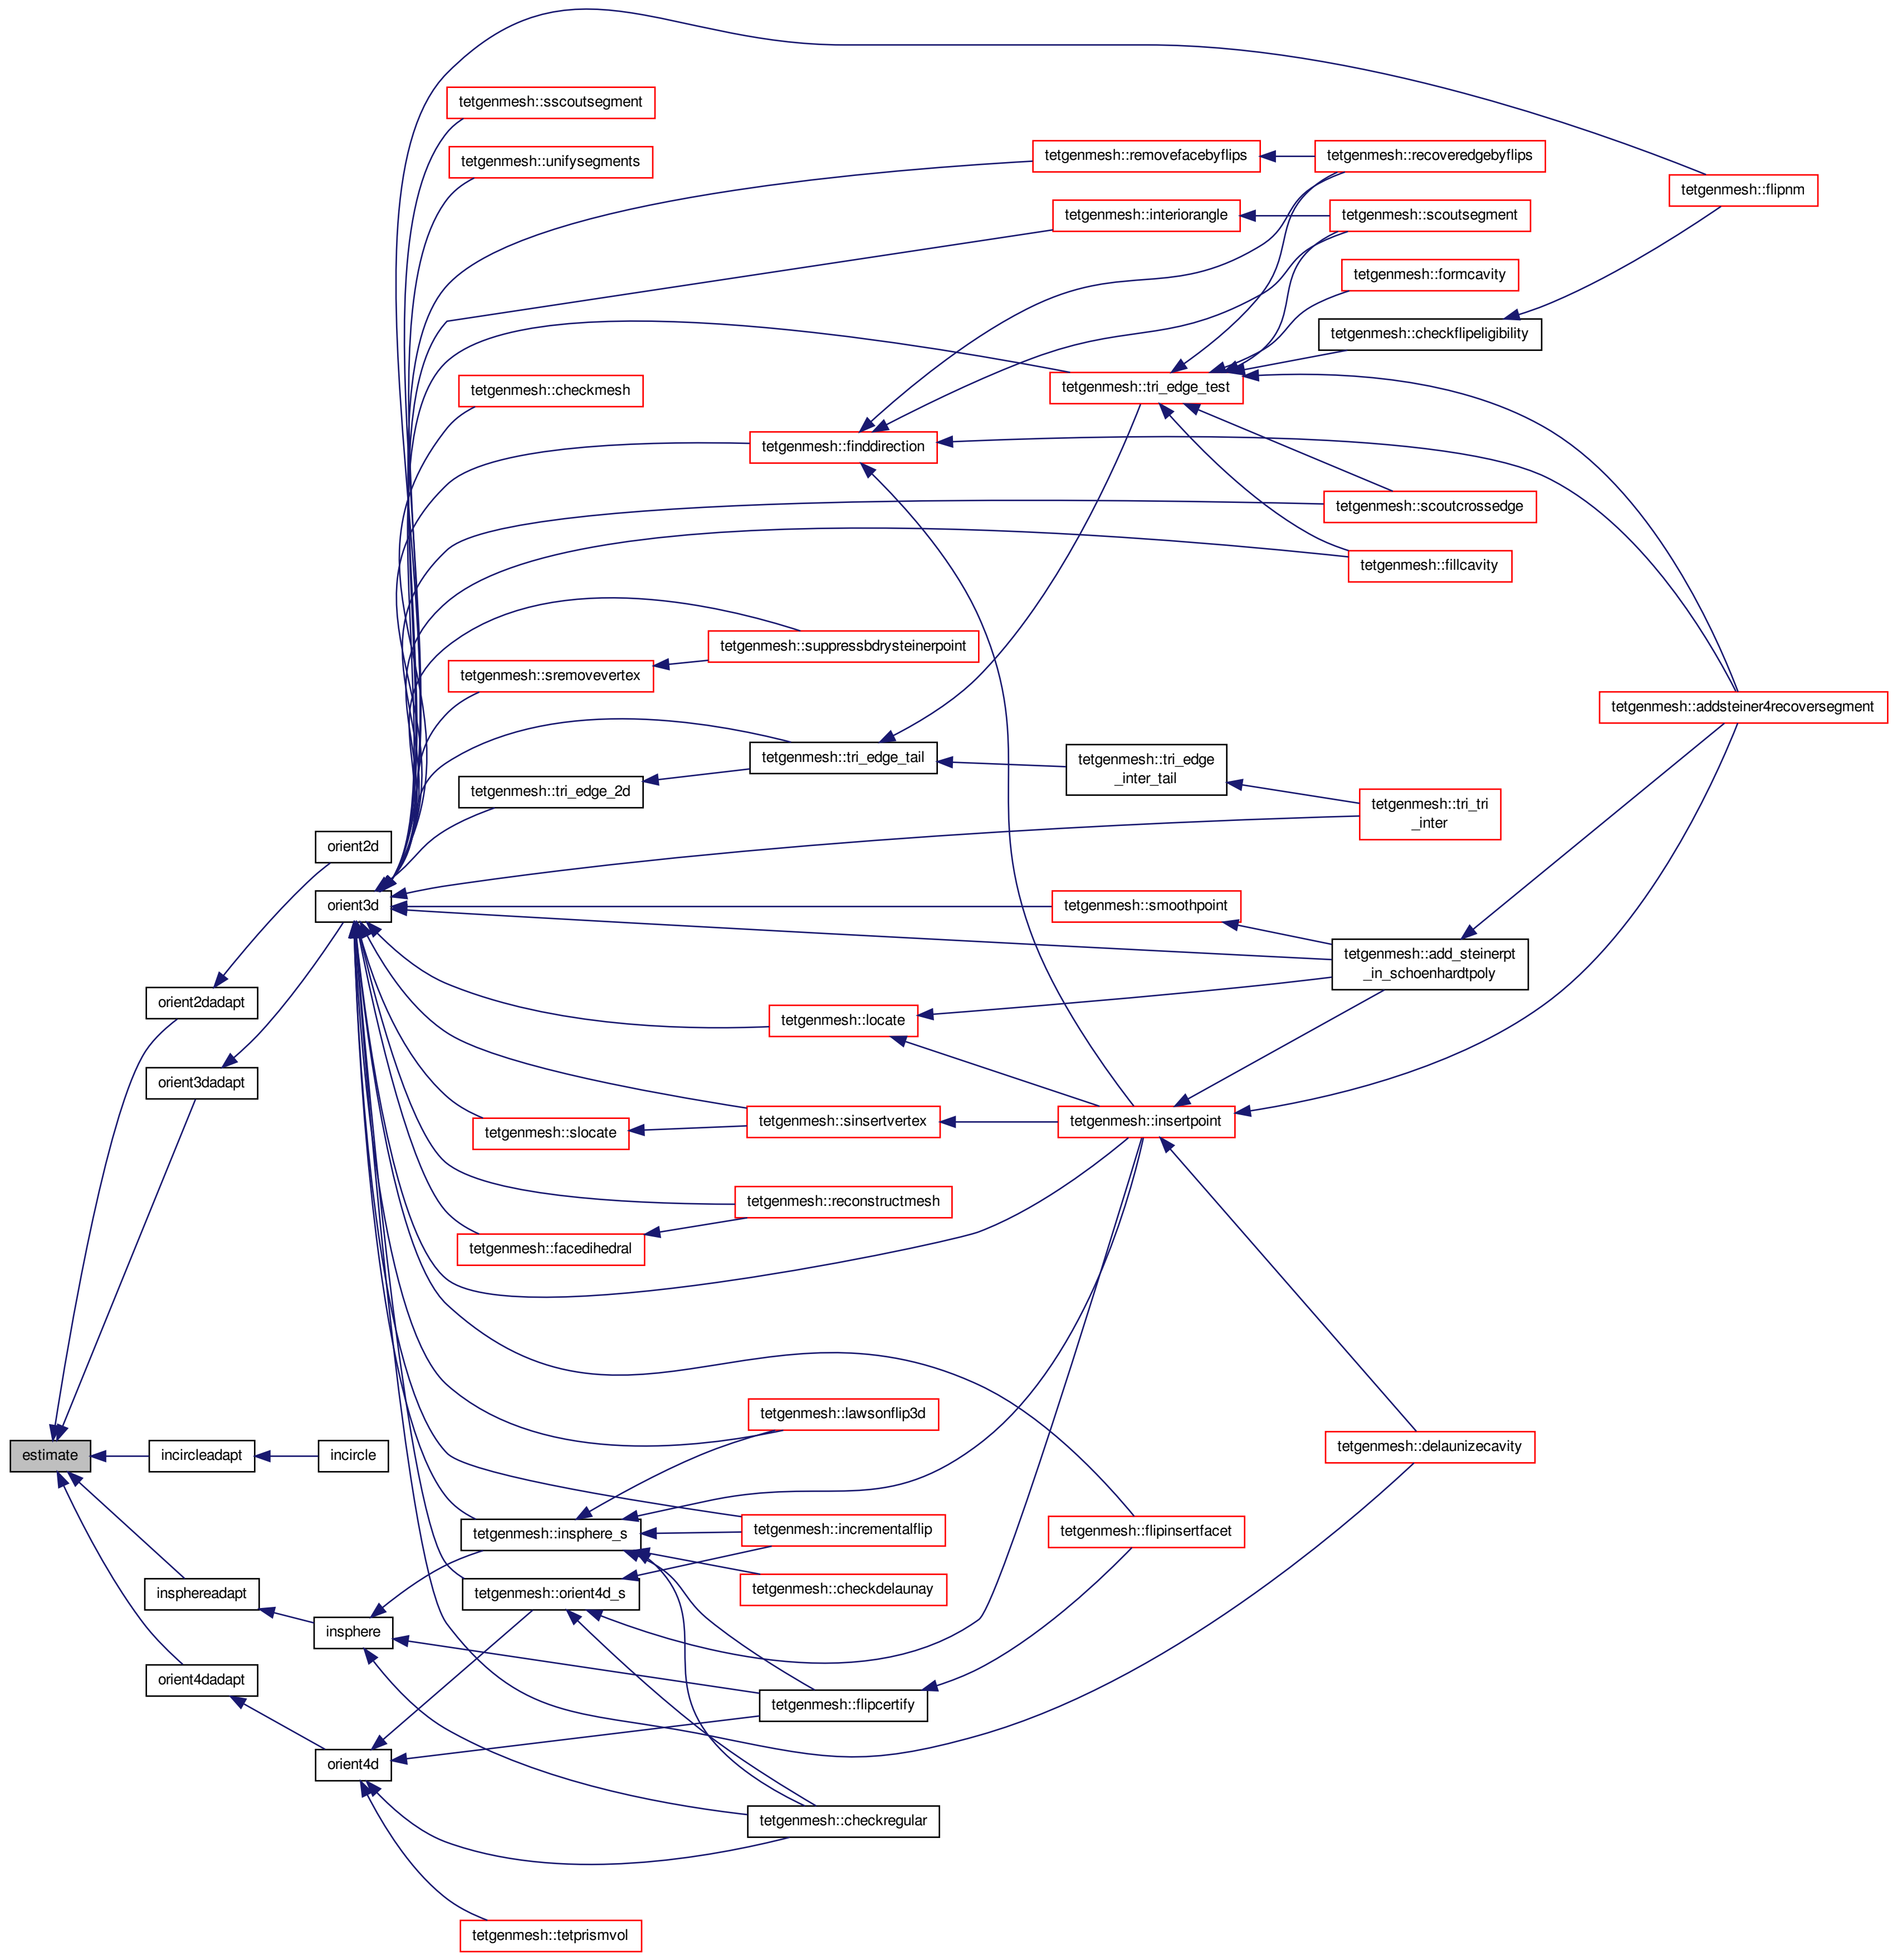 tetgenmesh::sscoutsegment
tetgenmesh::unifysegments
tetgenmesh::removefacebyflips
tetgenmesh::recoveredgebyflips
tetgenmesh::flipnm
tetgenmesh::interiorangle
tetgenmesh::scoutsegment
tetgenmesh::formcavity
tetgenmesh::checkflipeligibility
tetgenmesh::checkmesh
tetgenmesh::tri_edge_test
tetgenmesh::finddirection
tetgenmesh::scoutcrossedge
tetgenmesh::fillcavity
tetgenmesh::suppressbdrysteinerpoint
tetgenmesh::sremovevertex
tetgenmesh::addsteiner4recoversegment
tetgenmesh::tri_edge_tail
tetgenmesh::tri_edge
_inter_tail
tetgenmesh::tri_edge_2d
tetgenmesh::tri_tri
_inter
orient2d
orient3d
tetgenmesh::smoothpoint
tetgenmesh::add_steinerpt
_in_schoenhardtpoly
orient2dadapt
tetgenmesh::locate
orient3dadapt
tetgenmesh::slocate
tetgenmesh::sinsertvertex
tetgenmesh::insertpoint
tetgenmesh::reconstructmesh
tetgenmesh::facedihedral
tetgenmesh::lawsonflip3d
tetgenmesh::delaunizecavity
estimate
incircleadapt
incircle
tetgenmesh::insphere_s
tetgenmesh::incrementalflip
tetgenmesh::flipinsertfacet
tetgenmesh::checkdelaunay
insphereadapt
tetgenmesh::orient4d_s
insphere
orient4dadapt
tetgenmesh::flipcertify
orient4d
tetgenmesh::checkregular
tetgenmesh::tetprismvol